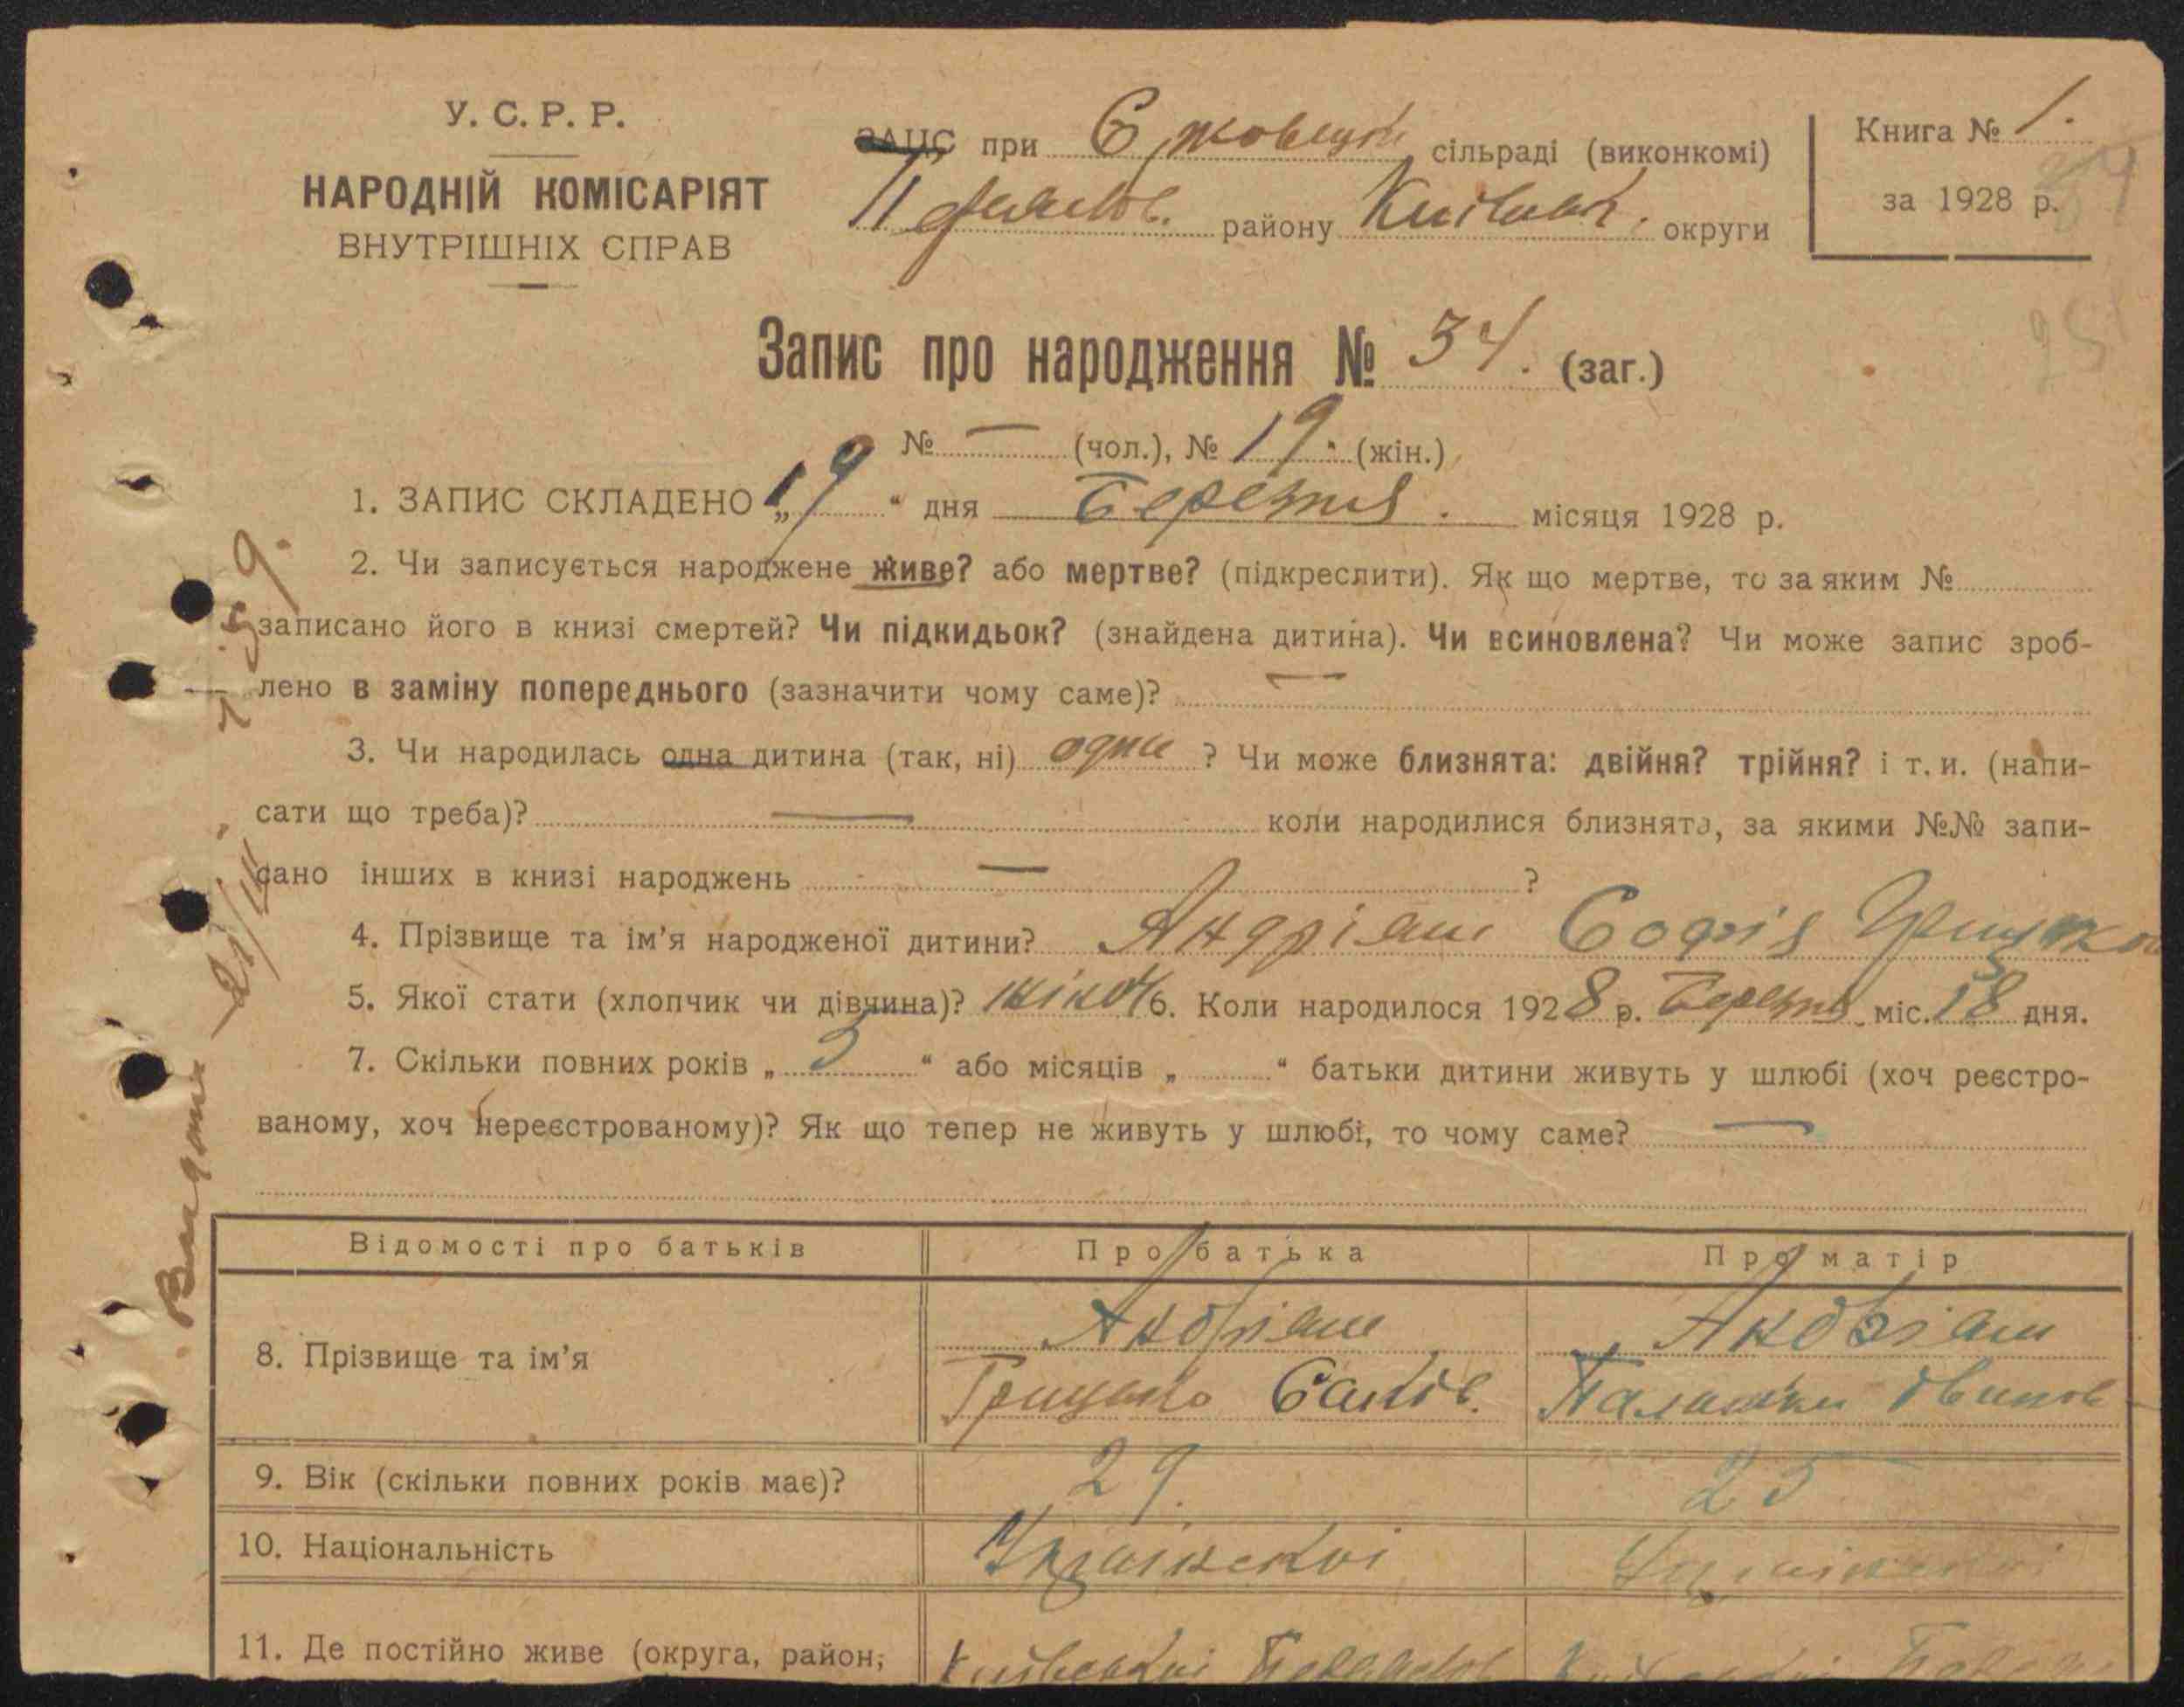 У. С. Р. Р.
НАРОДНІЙ КОМІСАРІЯТ
ВНУТРІШНІХ СПРАВ
ЗАЦС при сільраді (виконкомі)
району Київськ. округи
Книга № 1.
за 1928 р.
Запис про народження № 34. (заг.)
№ — (чол.), № 19 (жін.)
1. ЗАПИС СКЛАДЕНО „19“ дня Березня. місяця 1928 р.
2. Чи записується народжене живе? або мертве? (підкреслити). Як що мертве, то за яким №
записано його в книзі смертей? Чи підкидьок? (знайдена дитина). Чи всиновлена? Чи може запис зроб-
лено в заміну попереднього (зазначити чому саме)? —
3. Чи народилась одна дитина (так, ні) одна ? Чи може близнята: двійня? трійня? і т. и. (напи-
сати що треба)? — коли народилися близнята, за якими №№ запи-
сано інших в книзі народжень — ?
4. Прізвище та ім’я народженої дитини? Андріяш Софія
5. Якої стати (хлопчик чи дівчина)? жіноч 6. Коли народилося 1928 р. Березня міс. 18 дня.
7. Скільки повних років „ 5 “ або місяців „ “ батьки дитини живуть у шлюбі (хоч реєстро-
ваному, хоч нереєстрованому)? Як що тепер не живуть у шлюбі, то чому саме? —
Відомості про батьків Про батька Про матір
8. Прізвище та ім’я Андріяш Андріяш
Грицько Палажка
9. Вік (скільки повних років має)? 29. 25
10. Національність Українскої Українскої
11. Де постійно живе (округа, район, Київської